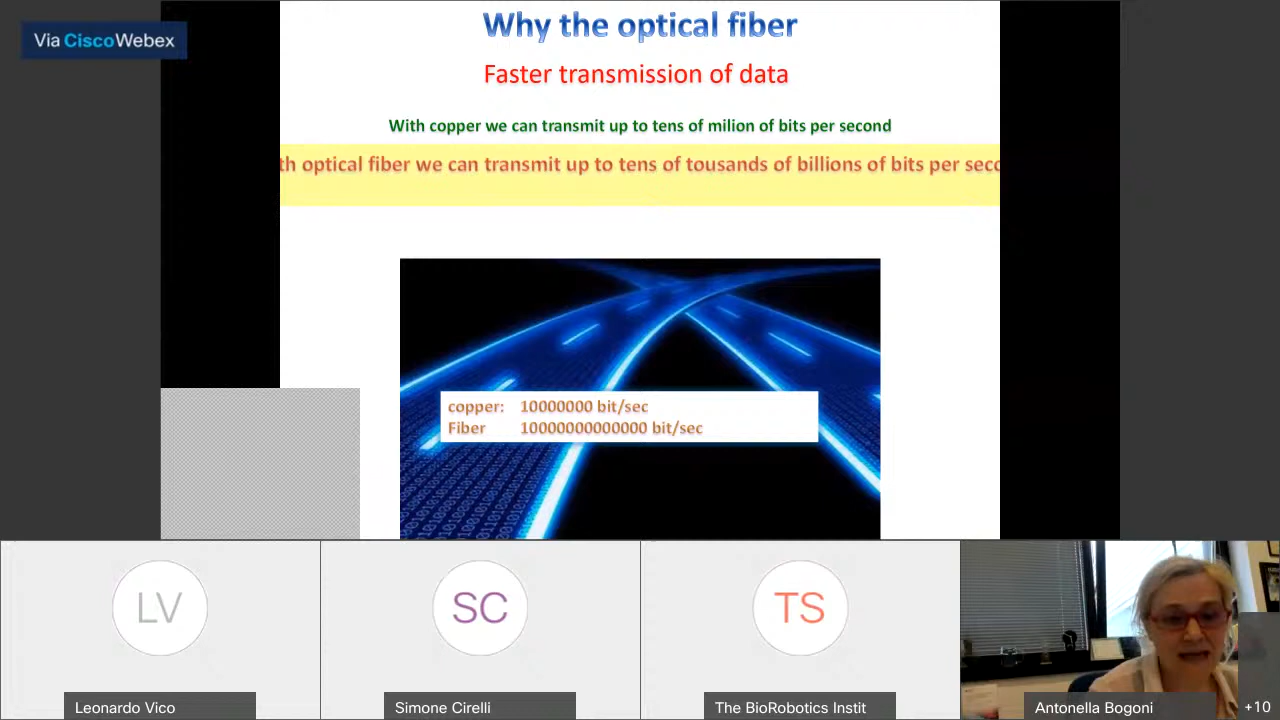 Via Cisco Webex
Why the optical fiber
Faster transmission of data
With copper we can transmit up to tens of milion of bits per second
th optical fiber we can transmit up to tens of tousands of billions of bits per seco
copper: 10000000 bit/sec
Fiber 10000000000000 bit/sec
LV
SC
TS
Leonardo Vico
Simone Cirelli
The BioRobotics Instit
Antonella Bogoni
+10